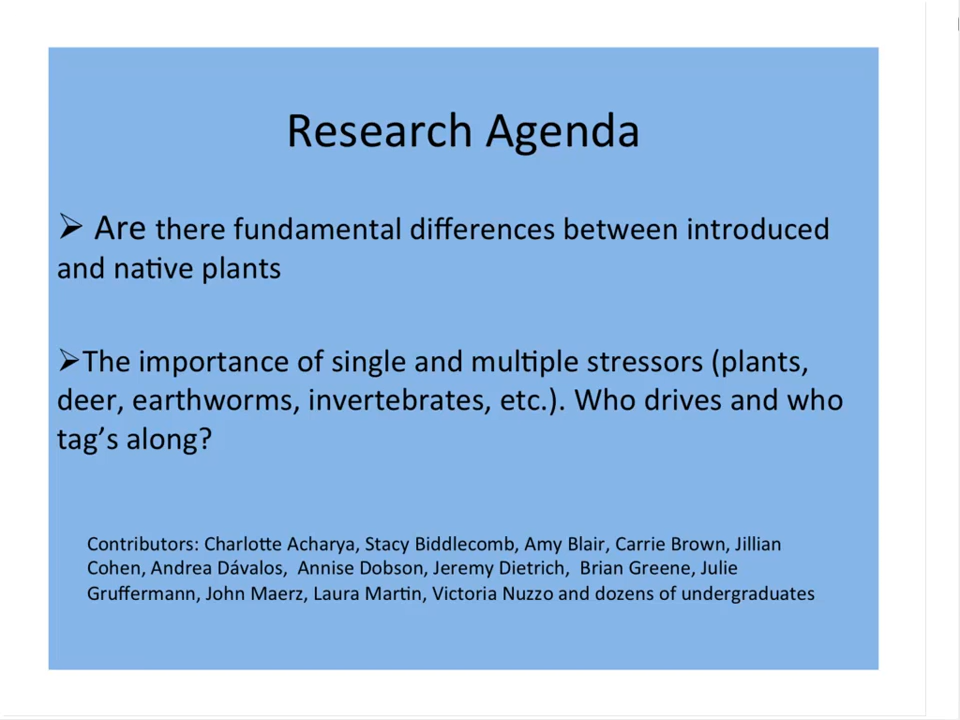 Research Agenda
➢ Are there fundamental differences between introduced
and native plants
➢The importance of single and multiple stressors (plants,
deer, earthworms, invertebrates, etc.). Who drives and who
tag’s along?
Contributors: Charlotte Acharya, Stacy Biddlecomb, Amy Blair, Carrie Brown, Jillian
Cohen, Andrea Dávalos, Annise Dobson, Jeremy Dietrich, Brian Greene, Julie
Gruffermann, John Maerz, Laura Martin, Victoria Nuzzo and dozens of undergraduates